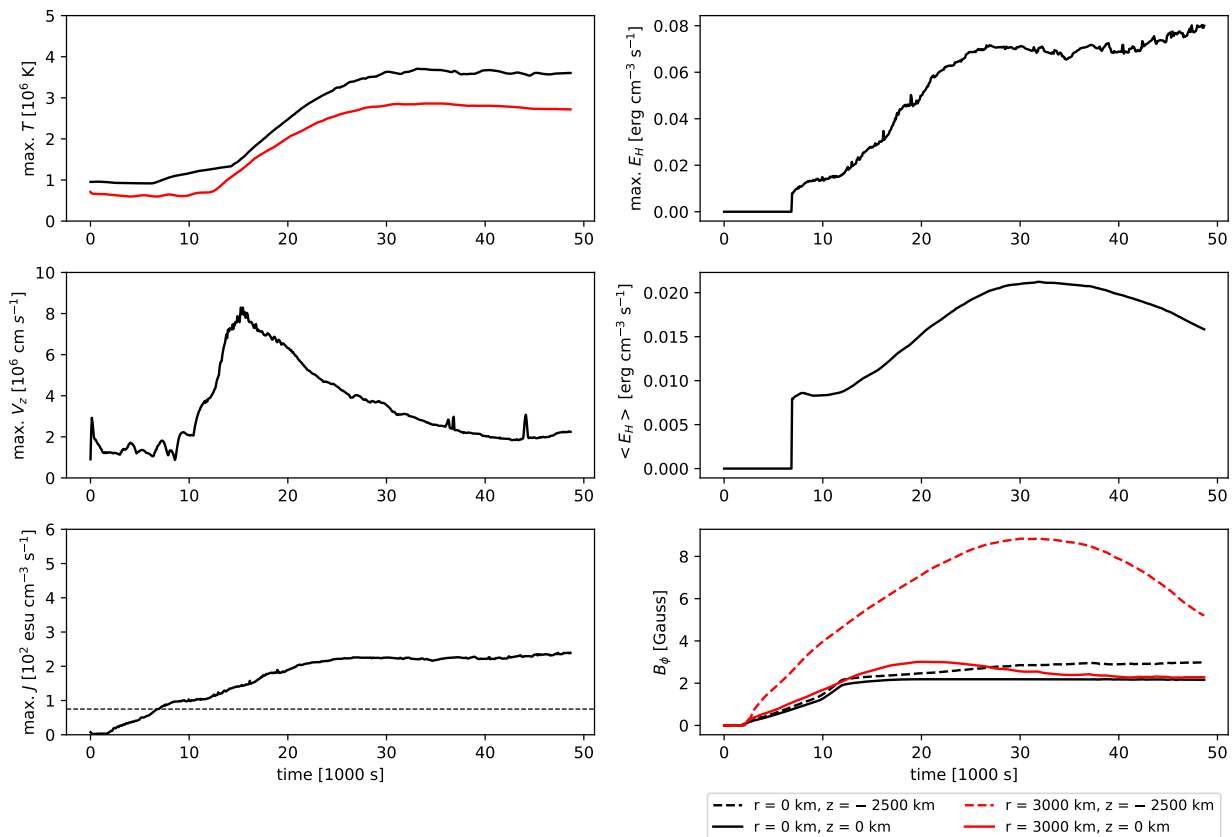 max. T [10⁶ K]
5
4
3
2
1
0
0 10 20 30 40 50
max. E_H [erg cm⁻³ s⁻¹]
0.08
0.06
0.04
0.02
0.00
0 10 20 30 40 50
max. V_z [10⁶ cm s⁻¹]
10
8
6
4
2
0
0 10 20 30 40 50
< E_H > [erg cm⁻³ s⁻¹]
0.020
0.015
0.010
0.005
0.000
0 10 20 30 40 50
max. J [10² esu cm⁻³ s⁻¹]
6
5
4
3
2
1
0
0 10 20 30 40 50
time [1000 s]
B_ϕ [Gauss]
8
6
4
2
0
0 10 20 30 40 50
time [1000 s]
r = 0 km, z = − 2500 km
r = 0 km, z = 0 km
r = 3000 km, z = − 2500 km
r = 3000 km, z = 0 km